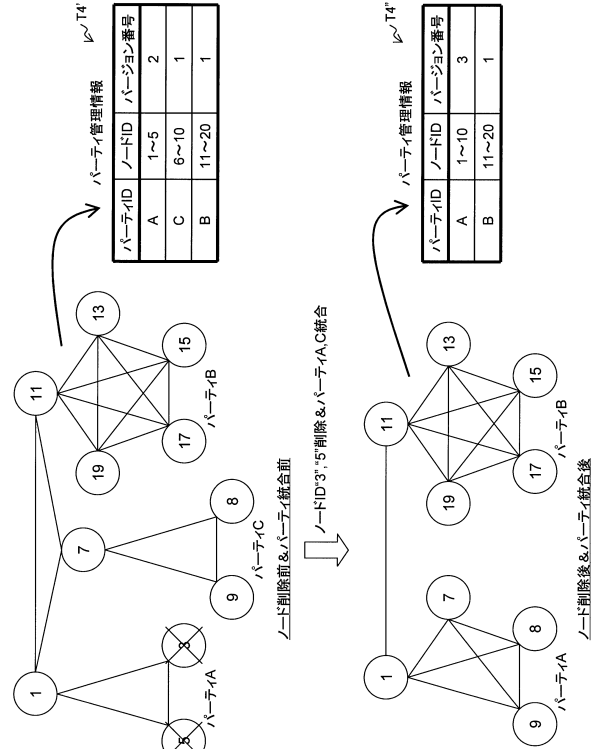 T4'
パーティ管理情報
パーティID ノードID バージョン番号
A 1～5 2
C 6～10 1
B 11～20 1
1
7
11
3
5
8
9
13
15
17
19
パーティA
パーティC
パーティB
ノード削除前&パーティ統合前
ノードID“3”,“5”削除&パーティA,C統合
T4"
パーティ管理情報
パーティID ノードID バージョン番号
A 1～10 3
B 11～20 1
1
7
8
9
11
13
15
17
19
パーティA
パーティB
ノード削除後&パーティ統合後